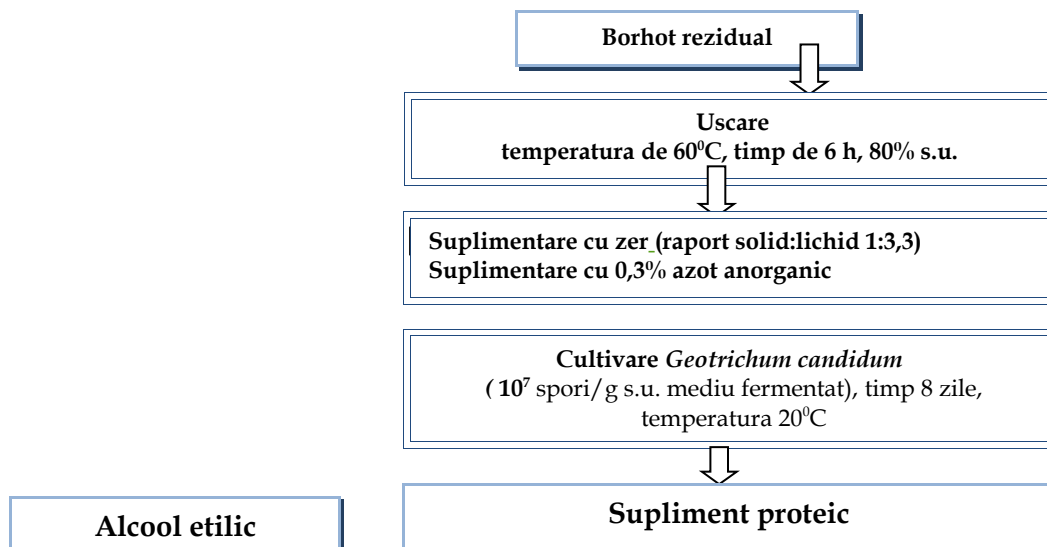 Borhot rezidual
Uscare
temperatura de 60⁰C, timp de 6 h, 80% s.u.
Suplimentare cu zer (raport solid:lichid 1:3,3)
Suplimentare cu 0,3% azot anorganic
Cultivare Geotrichum candidum
( 10⁷ spori/g s.u. mediu fermentat), timp 8 zile,
temperatura 20⁰C
Alcool etilic
Supliment proteic